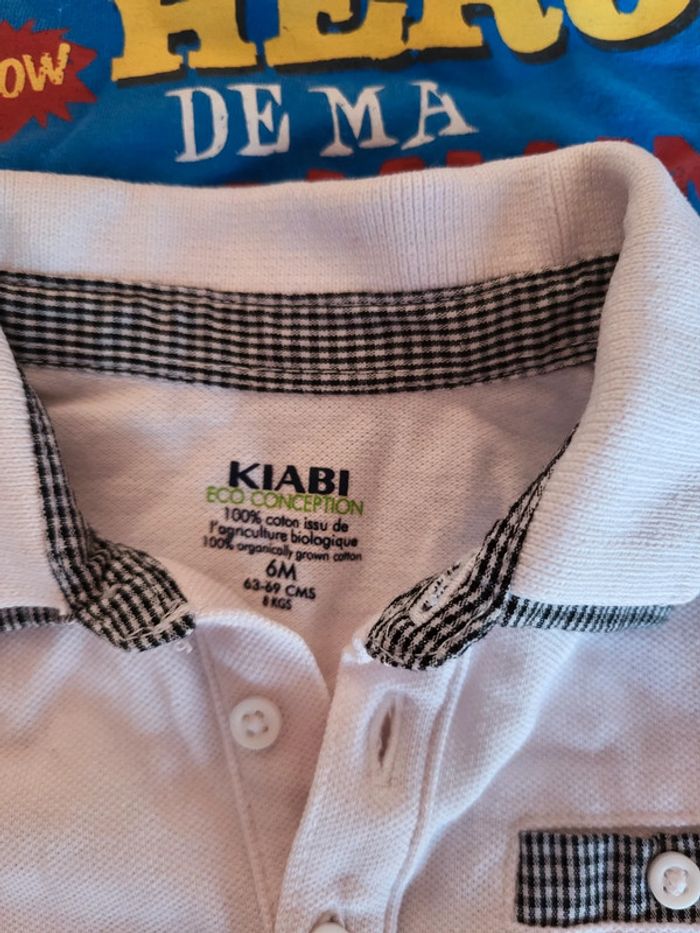 OW
HERO
DE MA
KIABI
ECO CONCEPTION
100% coton issu de
l'agriculture biologique
100% organically grown cotton
6M
63-69 CMS
8 KGS